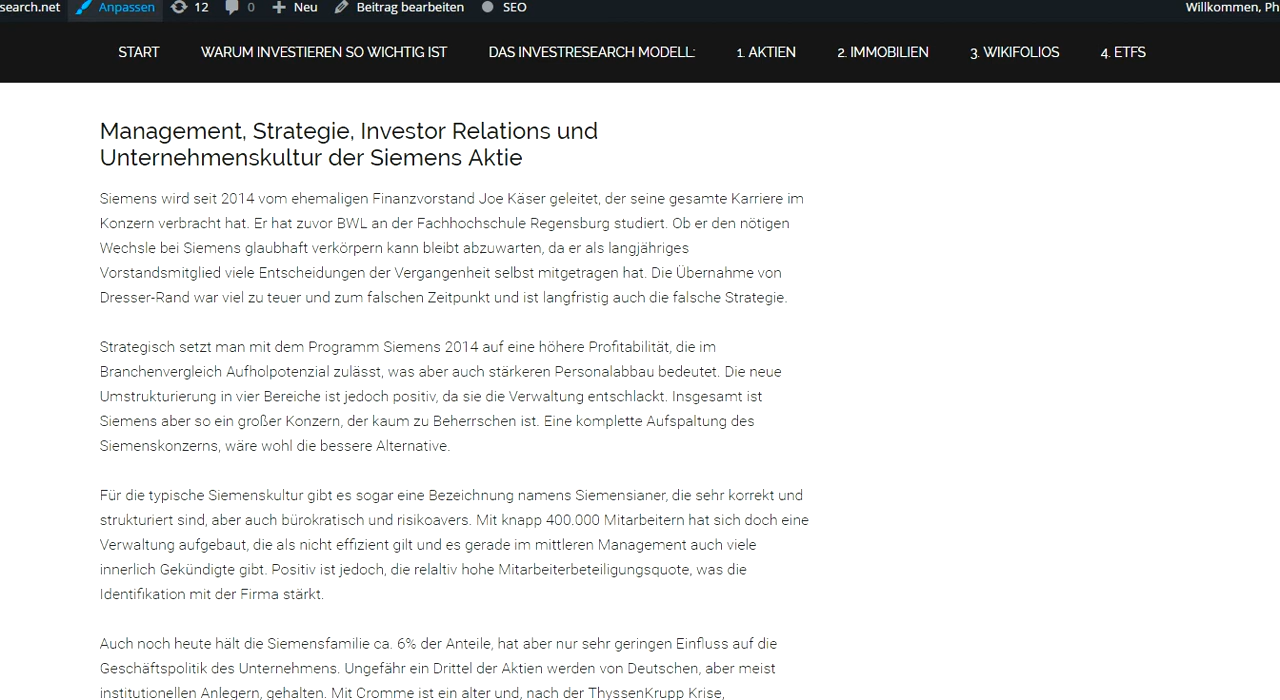 search.net Anpassen 12 0 Neu Beitrag bearbeiten SEO Willkommen, Ph
START WARUM INVESTIEREN SO WICHTIG IST DAS INVESTRESEARCH MODELL: 1. AKTIEN 2. IMMOBILIEN 3. WIKIFOLIOS 4. ETFS
Management, Strategie, Investor Relations und
Unternehmenskultur der Siemens Aktie
Siemens wird seit 2014 vom ehemaligen Finanzvorstand Joe Käser geleitet, der seine gesamte Karriere im
Konzern verbracht hat. Er hat zuvor BWL an der Fachhochschule Regensburg studiert. Ob er den nötigen
Wechsle bei Siemens glaubhaft verkörpern kann bleibt abzuwarten, da er als langjähriges
Vorstandsmitglied viele Entscheidungen der Vergangenheit selbst mitgetragen hat. Die Übernahme von
Dresser-Rand war viel zu teuer und zum falschen Zeitpunkt und ist langfristig auch die falsche Strategie.
Strategisch setzt man mit dem Programm Siemens 2014 auf eine höhere Profitabilität, die im
Branchenvergleich Aufholpotenzial zulässt, was aber auch stärkeren Personalabbau bedeutet. Die neue
Umstrukturierung in vier Bereiche ist jedoch positiv, da sie die Verwaltung entschlackt. Insgesamt ist
Siemens aber so ein großer Konzern, der kaum zu Beherrschen ist. Eine komplette Aufspaltung des
Siemenskonzerns, wäre wohl die bessere Alternative.
Für die typische Siemenskultur gibt es sogar eine Bezeichnung namens Siemensianer, die sehr korrekt und
strukturiert sind, aber auch bürokratisch und risikoavers. Mit knapp 400.000 Mitarbeitern hat sich doch eine
Verwaltung aufgebaut, die als nicht effizient gilt und es gerade im mittleren Management auch viele
innerlich Gekündigte gibt. Positiv ist jedoch, die relaltiv hohe Mitarbeiterbeteiligungsquote, was die
Identifikation mit der Firma stärkt.
Auch noch heute hält die Siemensfamilie ca. 6% der Anteile, hat aber nur sehr geringen Einfluss auf die
Geschäftspolitik des Unternehmens. Ungefähr ein Drittel der Aktien werden von Deutschen, aber meist
institutionellen Anlegern, gehalten. Mit Cromme ist ein alter und, nach der ThyssenKrupp Krise,